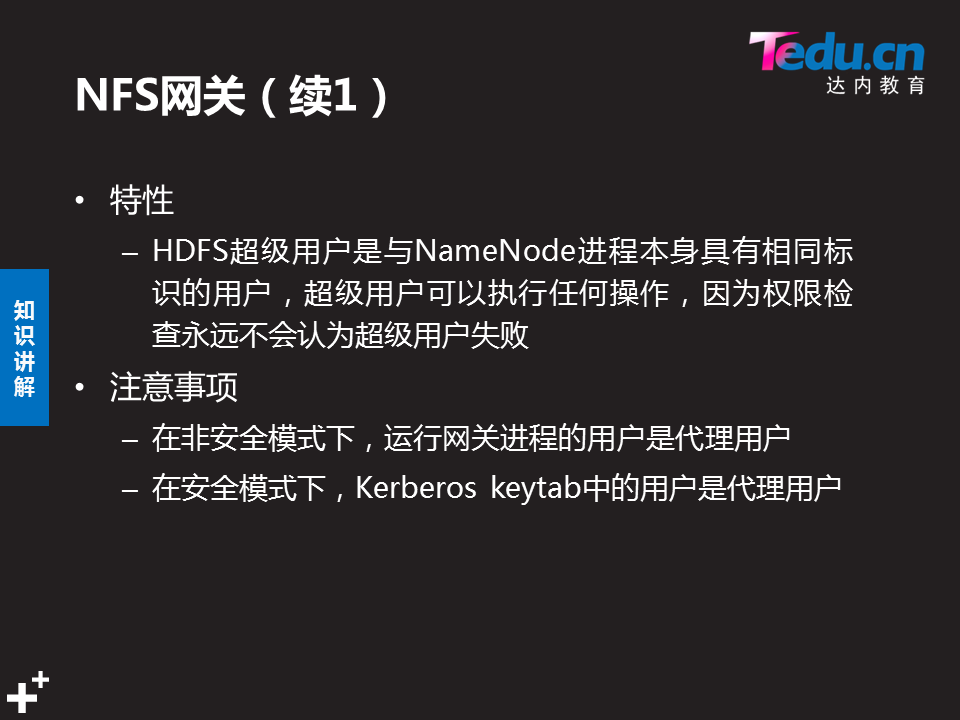 Tedu.cn
达内教育
NFS网关（续1）
• 特性
– HDFS超级用户是与NameNode进程本身具有相同标
识的用户，超级用户可以执行任何操作，因为权限检
查永远不会认为超级用户失败
• 注意事项
– 在非安全模式下，运行网关进程的用户是代理用户
– 在安全模式下，Kerberos keytab中的用户是代理用户
知
识
讲
解